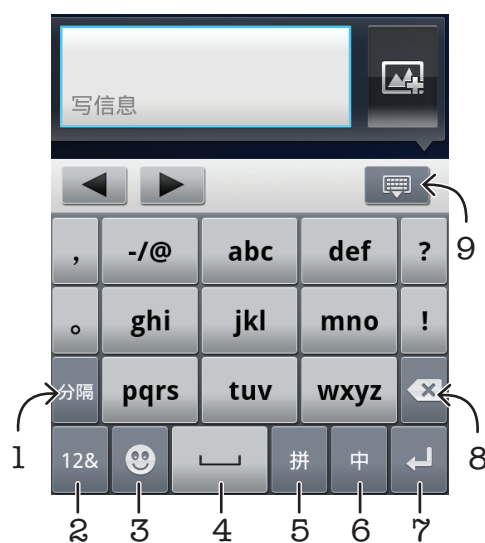 写信息
9
， -/@ abc def ?
。 ghi jkl mno !
分隔 pqrs tuv wxyz
1 8
12& 拼 中
2 3 4 5 6 7